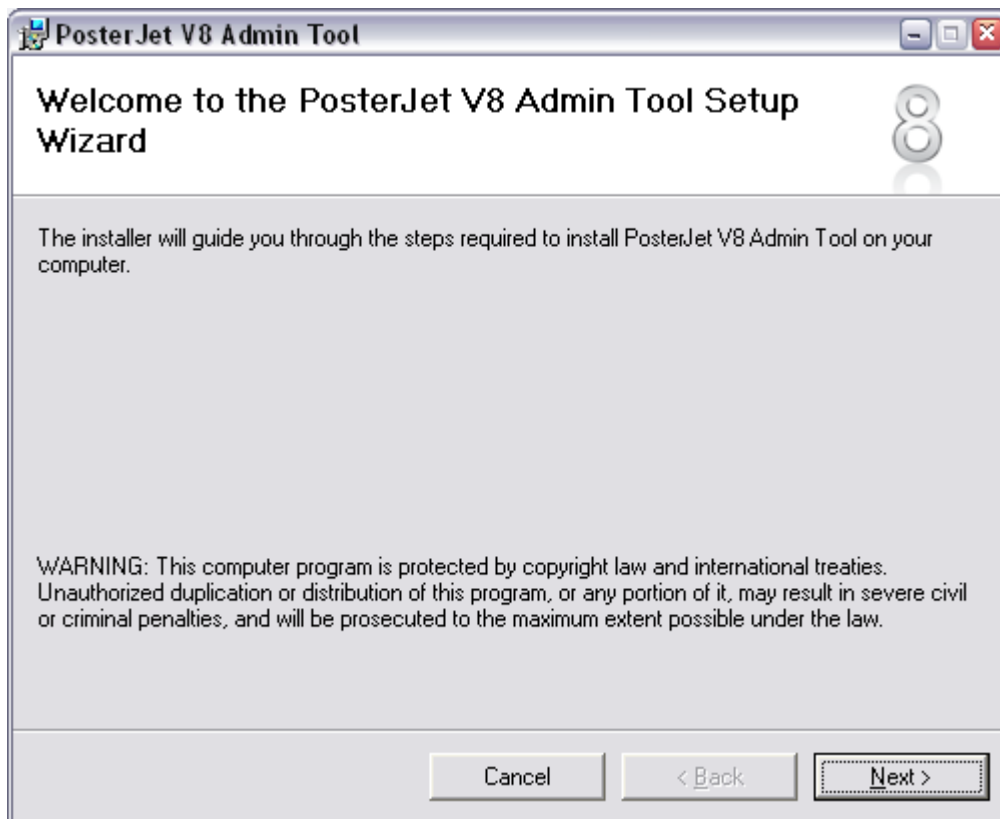 PosterJet V8 Admin Tool
Welcome to the PosterJet V8 Admin Tool Setup
Wizard
8
The installer will guide you through the steps required to install PosterJet V8 Admin Tool on your
computer.
WARNING: This computer program is protected by copyright law and international treaties.
Unauthorized duplication or distribution of this program, or any portion of it, may result in severe civil
or criminal penalties, and will be prosecuted to the maximum extent possible under the law.
Cancel
< Back
Next >